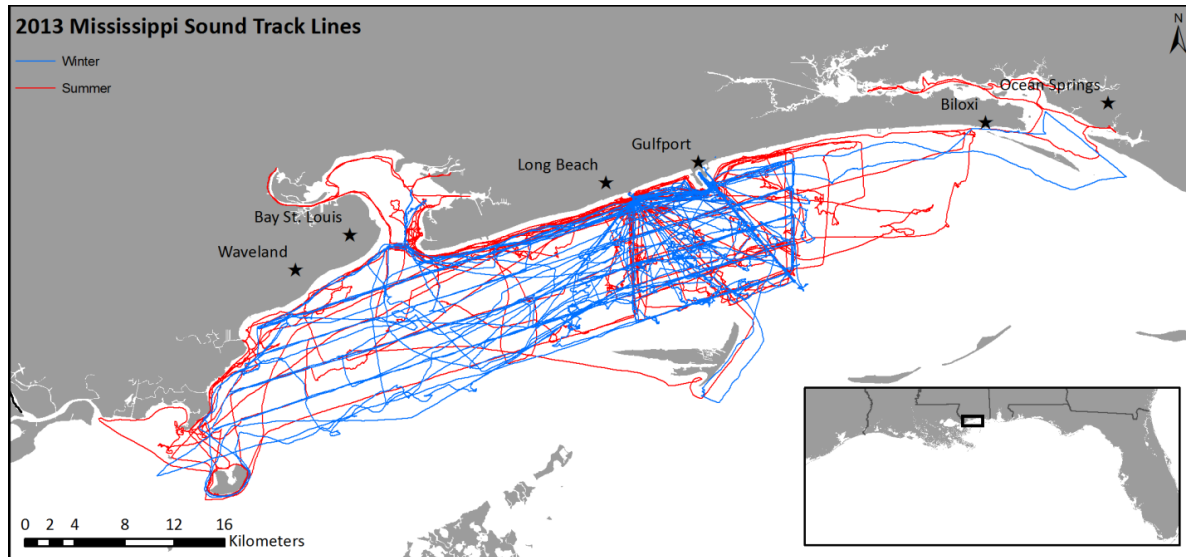 2013 Mississippi Sound Track Lines
Winter
Summer
N
Ocean Springs
Biloxi
Gulfport
Long Beach
Bay St. Louis
Waveland
0 2 4 8 12 16
Kilometers